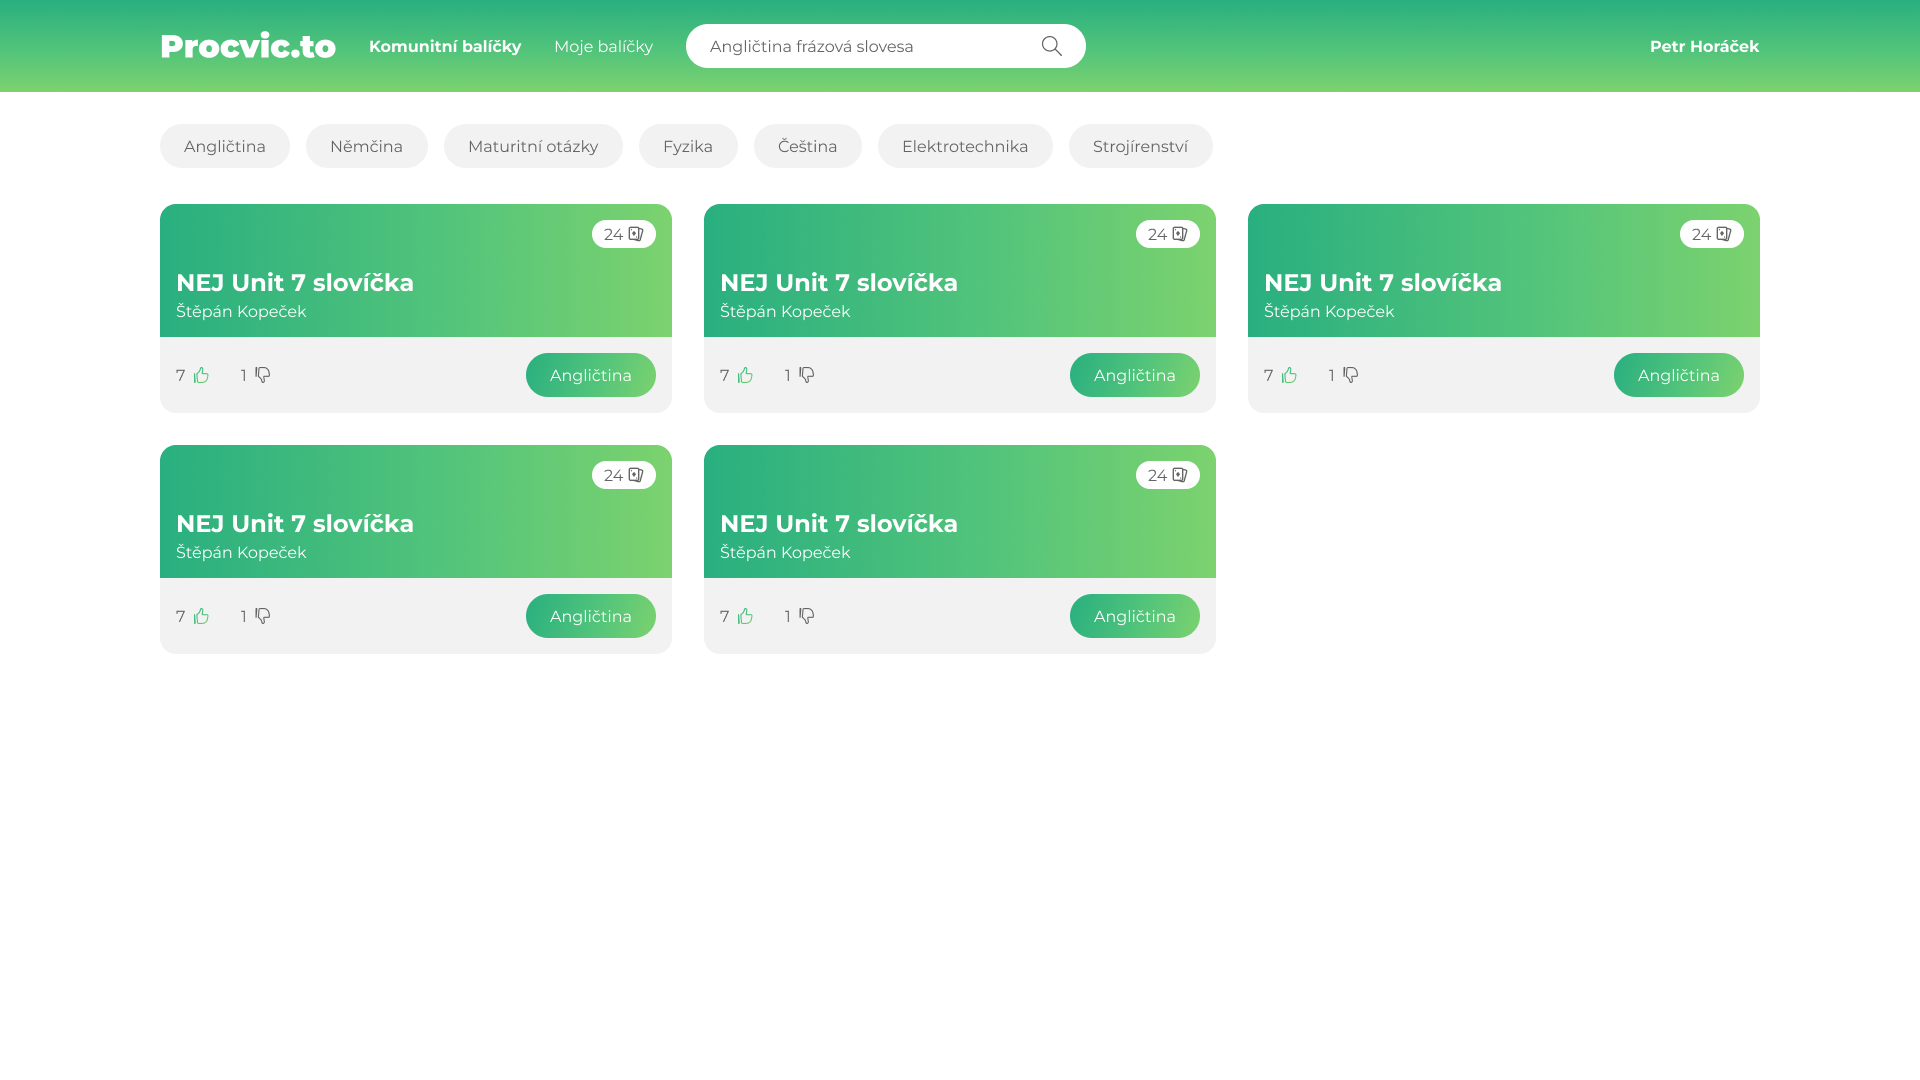 Procvic.to Komunitní balíčky Moje balíčky Angličtina frázová slovesa Petr Horáček
Angličtina Němčina Maturitní otázky Fyzika Čeština Elektrotechnika Strojírenství
24 24 24
NEJ Unit 7 slovíčka NEJ Unit 7 slovíčka NEJ Unit 7 slovíčka
Štěpán Kopeček Štěpán Kopeček Štěpán Kopeček
7 1 Angličtina 7 1 Angličtina 7 1 Angličtina
24 24
NEJ Unit 7 slovíčka NEJ Unit 7 slovíčka
Štěpán Kopeček Štěpán Kopeček
7 1 Angličtina 7 1 Angličtina